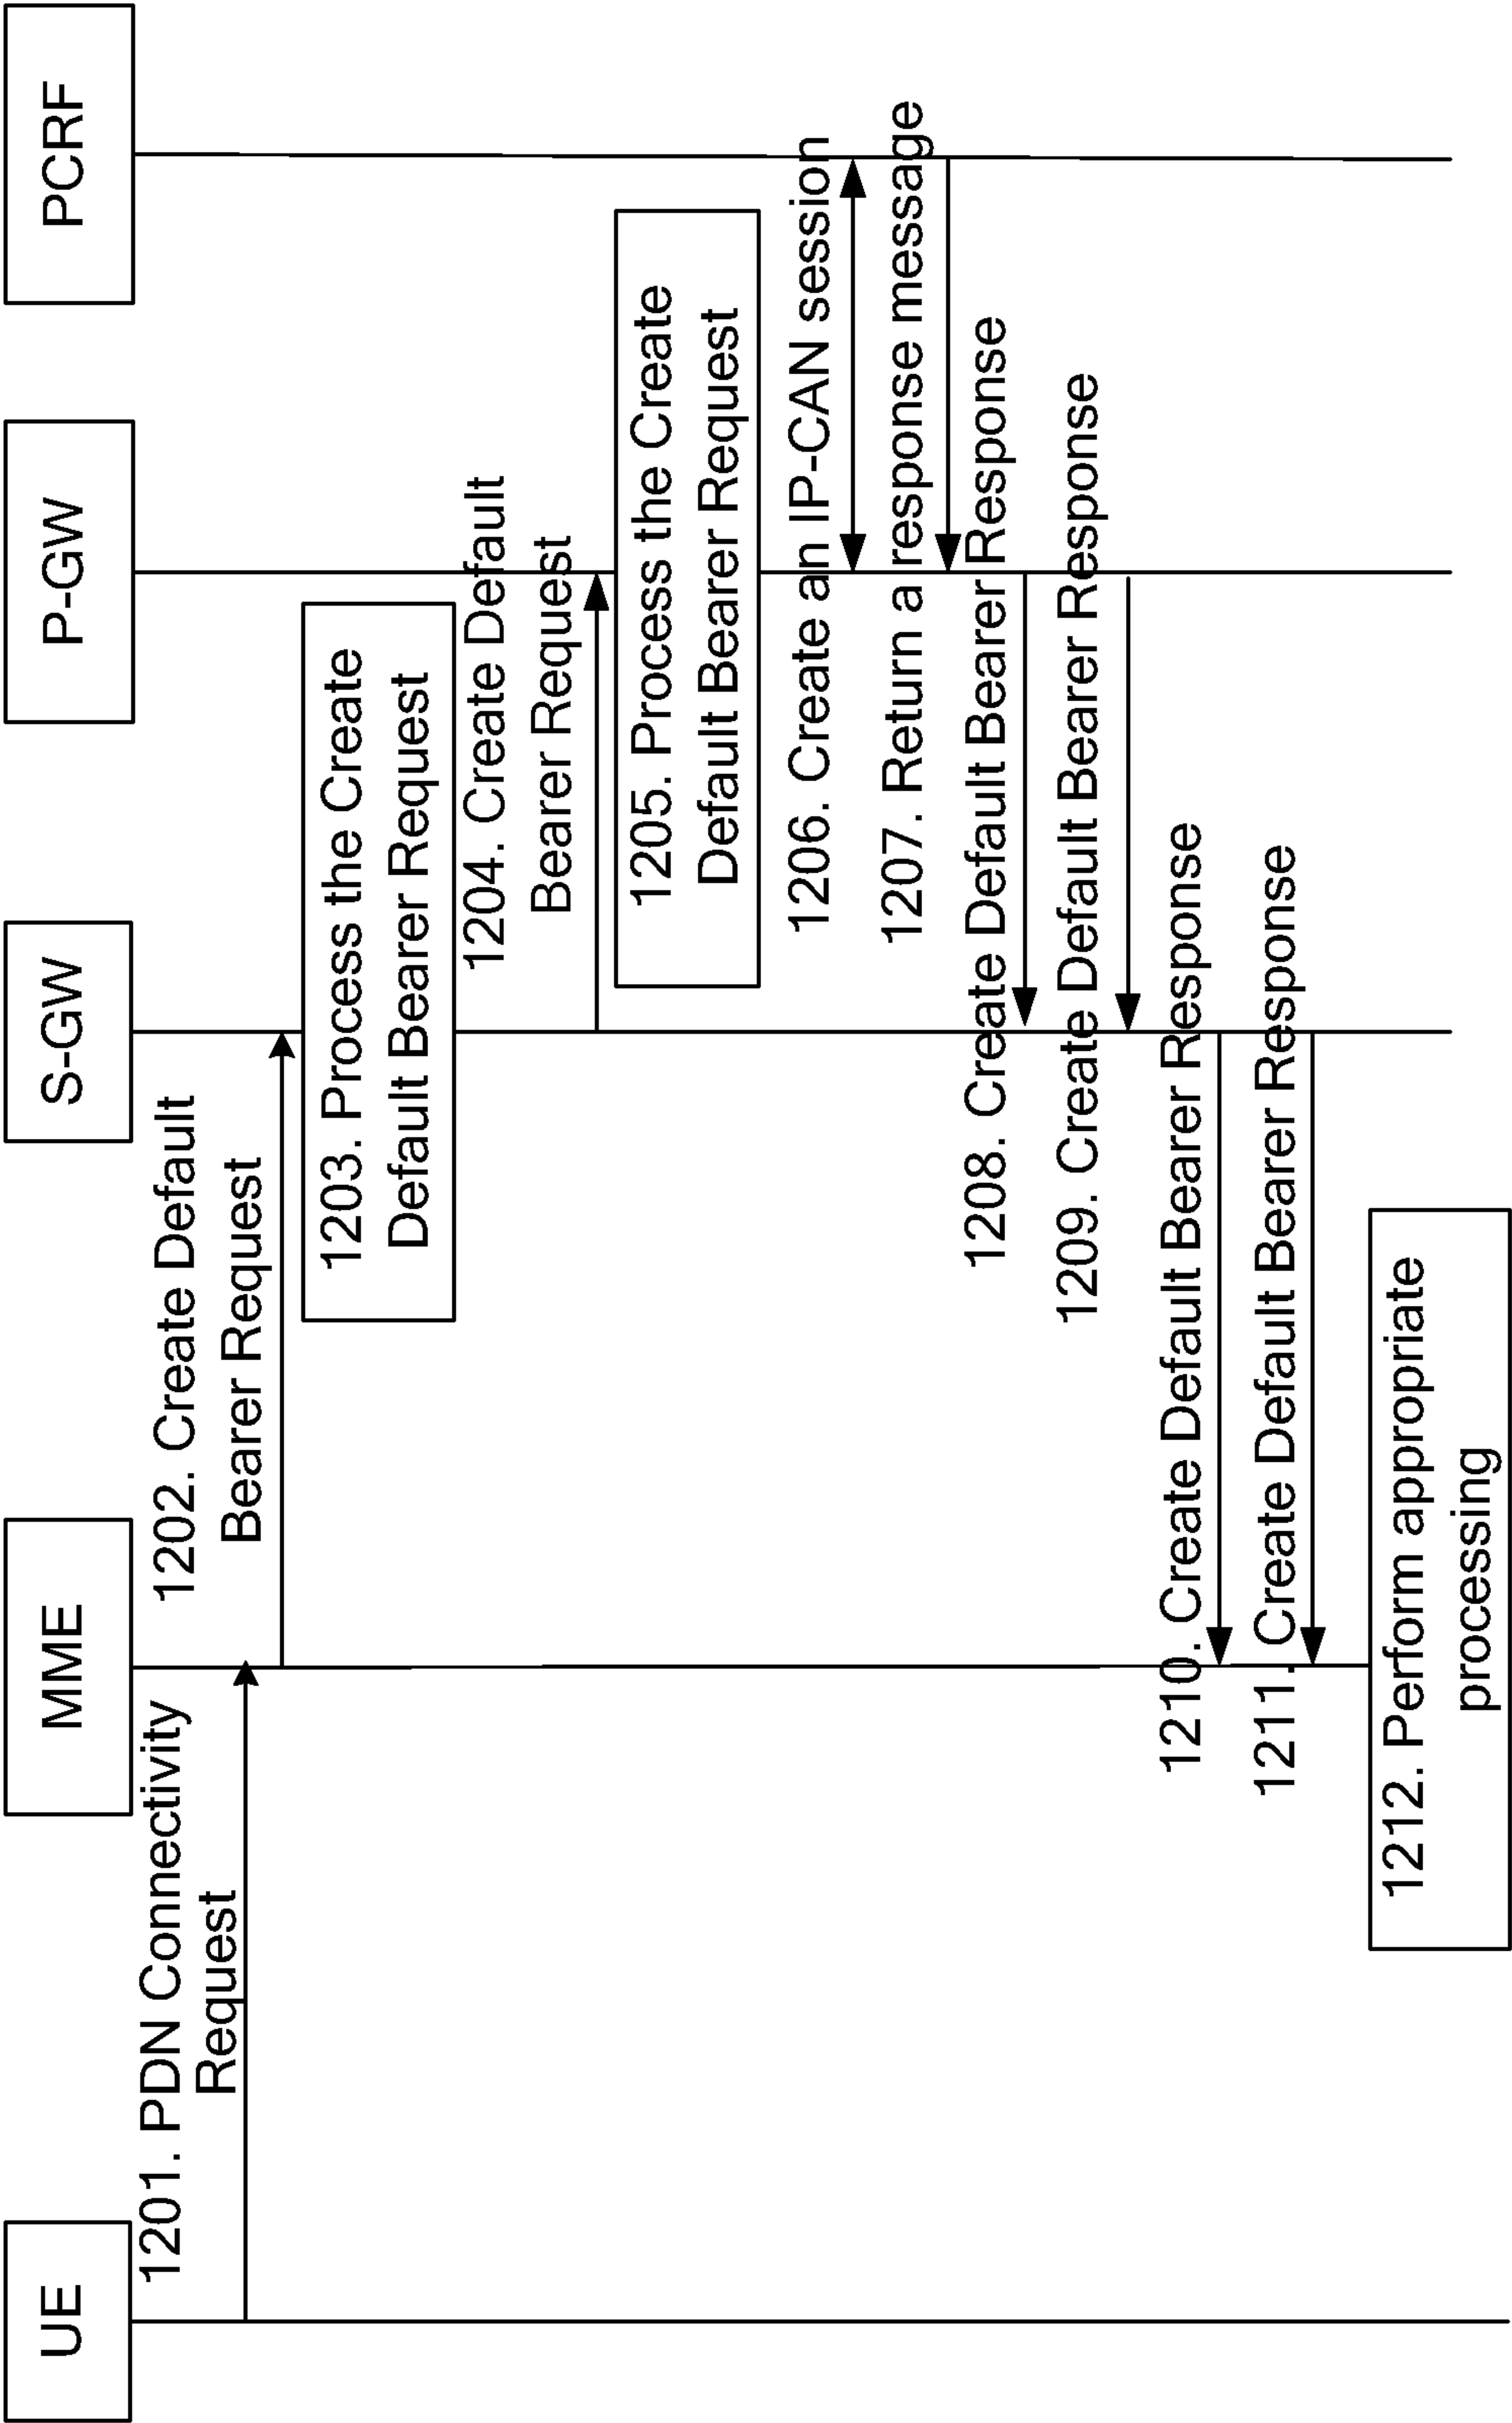 UE
MME
S-GW
P-GW
PCRF
1201. PDN Connectivity
Request
1202. Create Default
Bearer Request
1203. Process the Create
Default Bearer Request
1204. Create Default
Bearer Request
1205. Process the Create
Default Bearer Request
1206. Create an IP-CAN session
1207. Return a response message
1208. Create Default Bearer Response
1209. Create Default Bearer Response
1210. Create Default Bearer Response
1211. Create Default Bearer Response
1212. Perform appropriate
processing